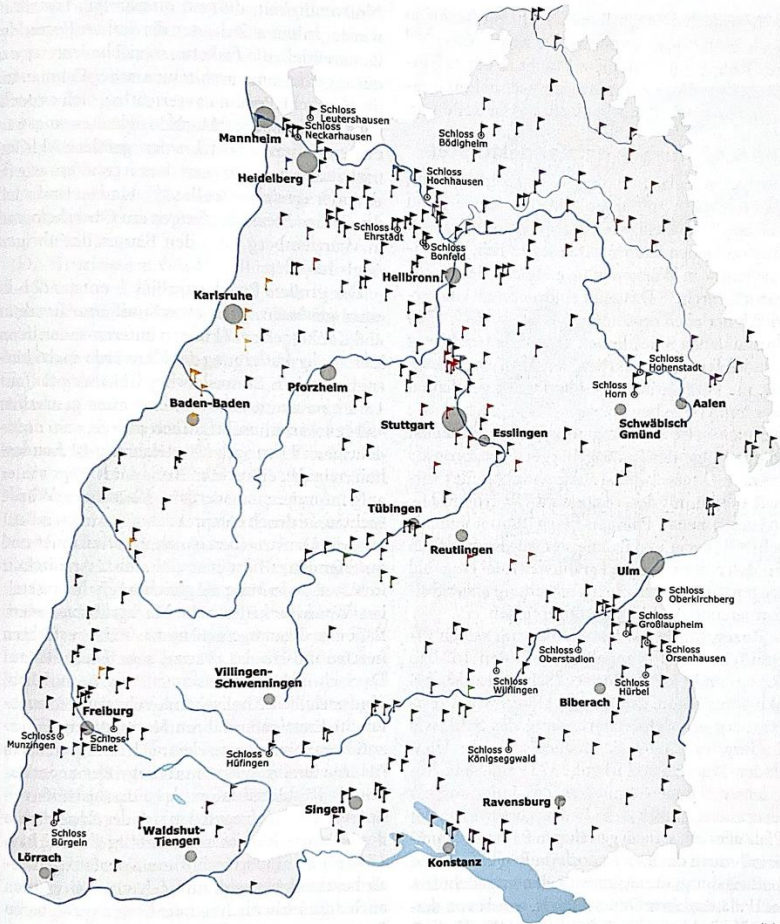 Schloss
Leutershausen
Schloss
Neckarhausen
Mannheim
Heidelberg
Schloss
Bödigheim
Schloss
Hochhausen
Schloss
Ehrstädt
Schloss
Bonfeld
Heilbronn
Karlsruhe
Pforzheim
Baden-Baden
Stuttgart
Esslingen
Schloss
Hohenstadt
Schloss
Horn
Aalen
Schwäbisch
Gmünd
Tübingen
Reutlingen
Ulm
Schloss
Oberkirchberg
Schloss
Großlaupheim
Schloss
Orsenhausen
Schloss
Oberstadion
Schloss
Hürbel
Schloss
Wilflingen
Biberach
Villingen-
Schwenningen
Freiburg
Schloss
Munzingen
Schloss
Ebnet
Schloss
Hüfingen
Schloss
Königseggwald
Singen
Ravensburg
Schloss
Bürgeln
Waldshut-
Tiengen
Lörrach
Konstanz